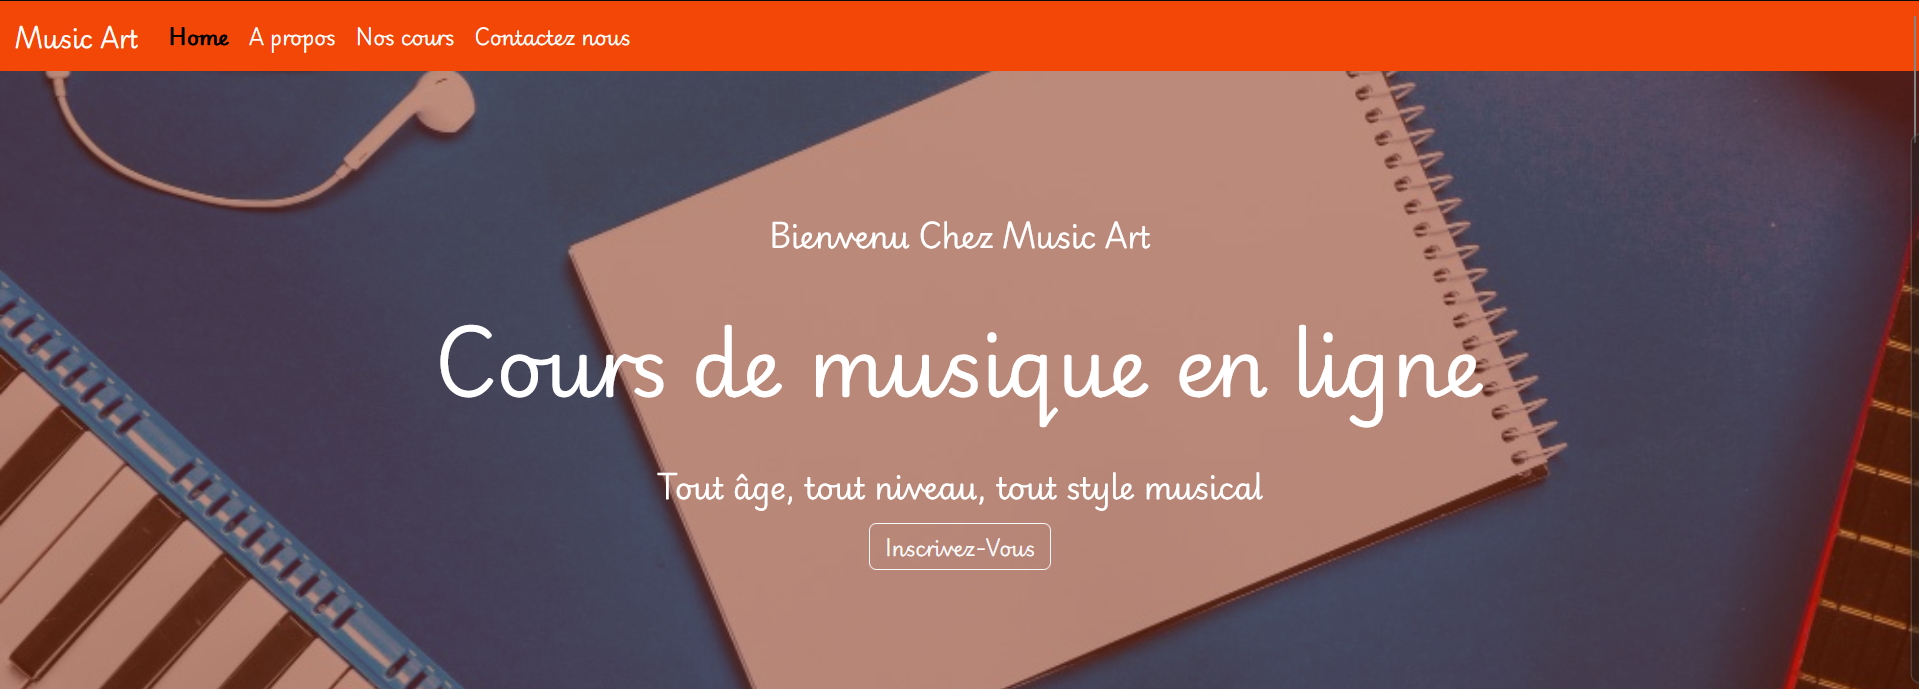 Music Art Home A propos Nos cours Contactez nous
Bienvenu Chez Music Art
Cours de musique en ligne
Tout âge, tout niveau, tout style musical
Inscrivez-Vous